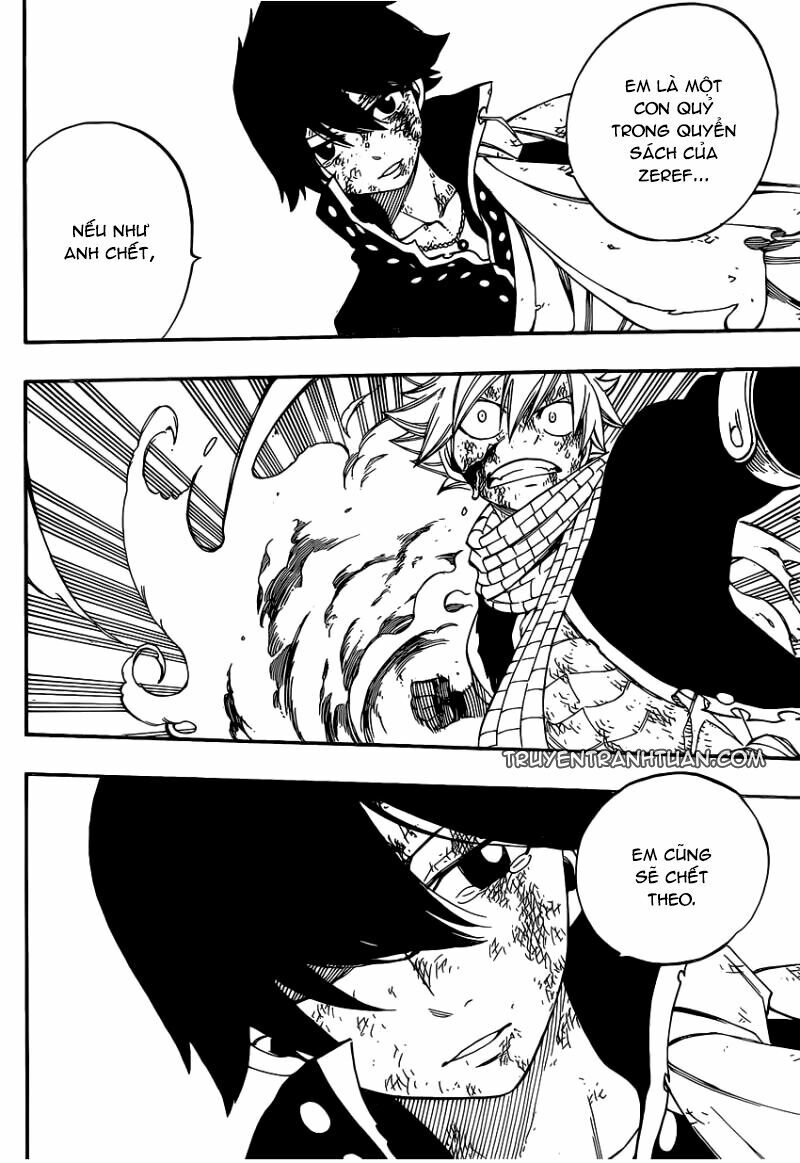 EM LÀ MỘT
CON QUỶ
TRONG QUYỂN
SÁCH CỦA
ZEREF...
NẾU NHƯ
ANH CHẾT,
TRUYENTRANHTUAN.COM
EM CŨNG
SẼ CHẾT
THEO.